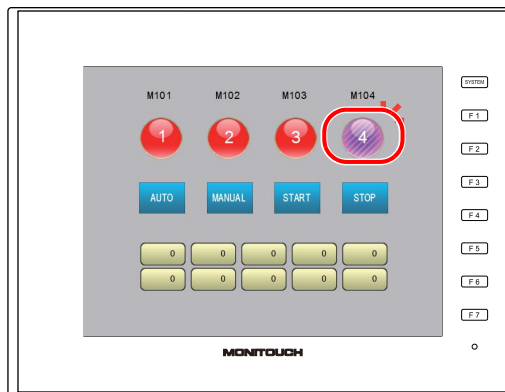 SYSTEM
M101 M102 M103 M104
F1
1 2 3 4
F2
F3
AUTO MANUAL START STOP
F4
0 0 0 0 0
F5
0 0 0 0 0
F6
F7
MONITOUCH